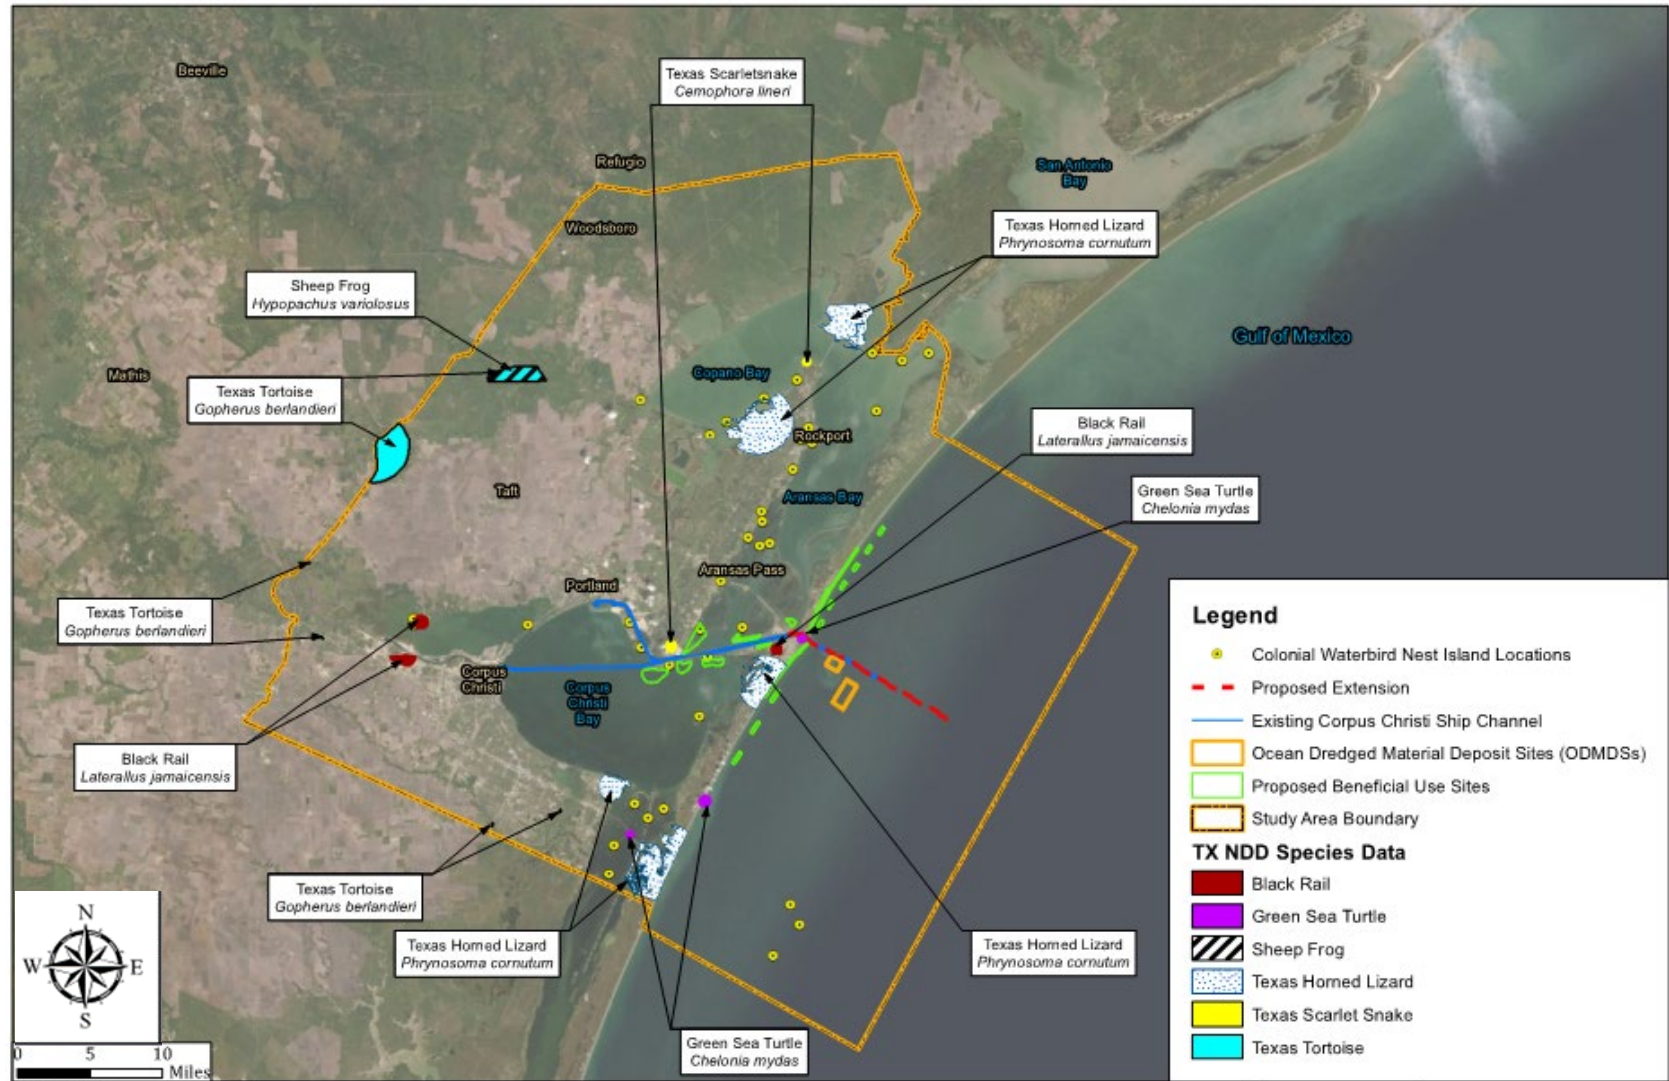 Beeville
Texas Scarletsnake
Cemophora lineri
Refugio
San Antonio
Bay
Woodsboro
Texas Horned Lizard
Phrynosoma cornutum
Sheep Frog
Hypopachus variolosus
Gulf of Mexico
Mathis
Copano Bay
Texas Tortoise
Gopherus berlandieri
Black Rail
Laterallus jamaicensis
Rockport
Taft
Aransas Bay
Green Sea Turtle
Chelonia mydas
Aransas Pass
Portland
Texas Tortoise
Gopherus berlandieri
Corpus
Christi
Corpus
Christi
Bay
Black Rail
Laterallus jamaicensis
Texas Tortoise
Gopherus berlandieri
Texas Horned Lizard
Phrynosoma cornutum
Texas Horned Lizard
Phrynosoma cornutum
Green Sea Turtle
Chelonia mydas
N
W E
S
0 5 10
Miles
Legend
Colonial Waterbird Nest Island Locations
Proposed Extension
Existing Corpus Christi Ship Channel
Ocean Dredged Material Deposit Sites (ODMDSs)
Proposed Beneficial Use Sites
Study Area Boundary
TX NDD Species Data
Black Rail
Green Sea Turtle
Sheep Frog
Texas Horned Lizard
Texas Scarlet Snake
Texas Tortoise